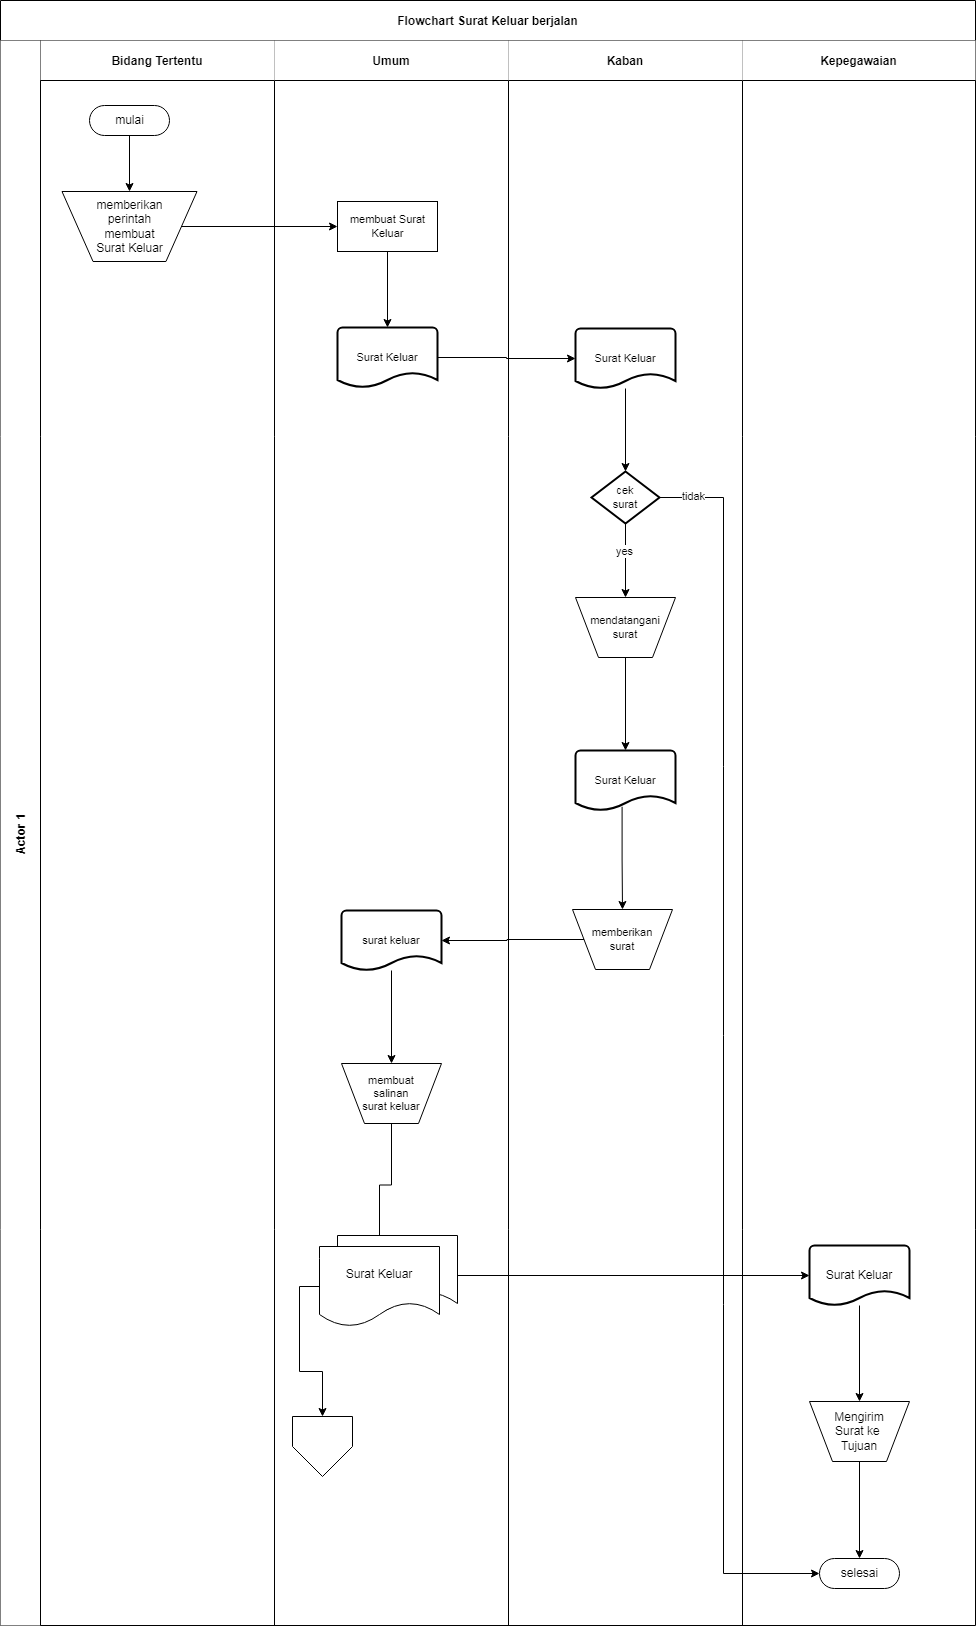 Flowchart Surat Keluar berjalan
Bidang Tertentu
Umum
Kaban
Kepegawaian
Actor 1
mulai
memberikan
perintah
membuat
Surat Keluar
membuat Surat
Keluar
Surat Keluar
Surat Keluar
cek
surat
tidak
yes
mendatangani
surat
Surat Keluar
memberikan
surat
surat keluar
membuat
salinan
surat keluar
Surat Keluar
Surat Keluar
Mengirim
Surat ke
Tujuan
selesai